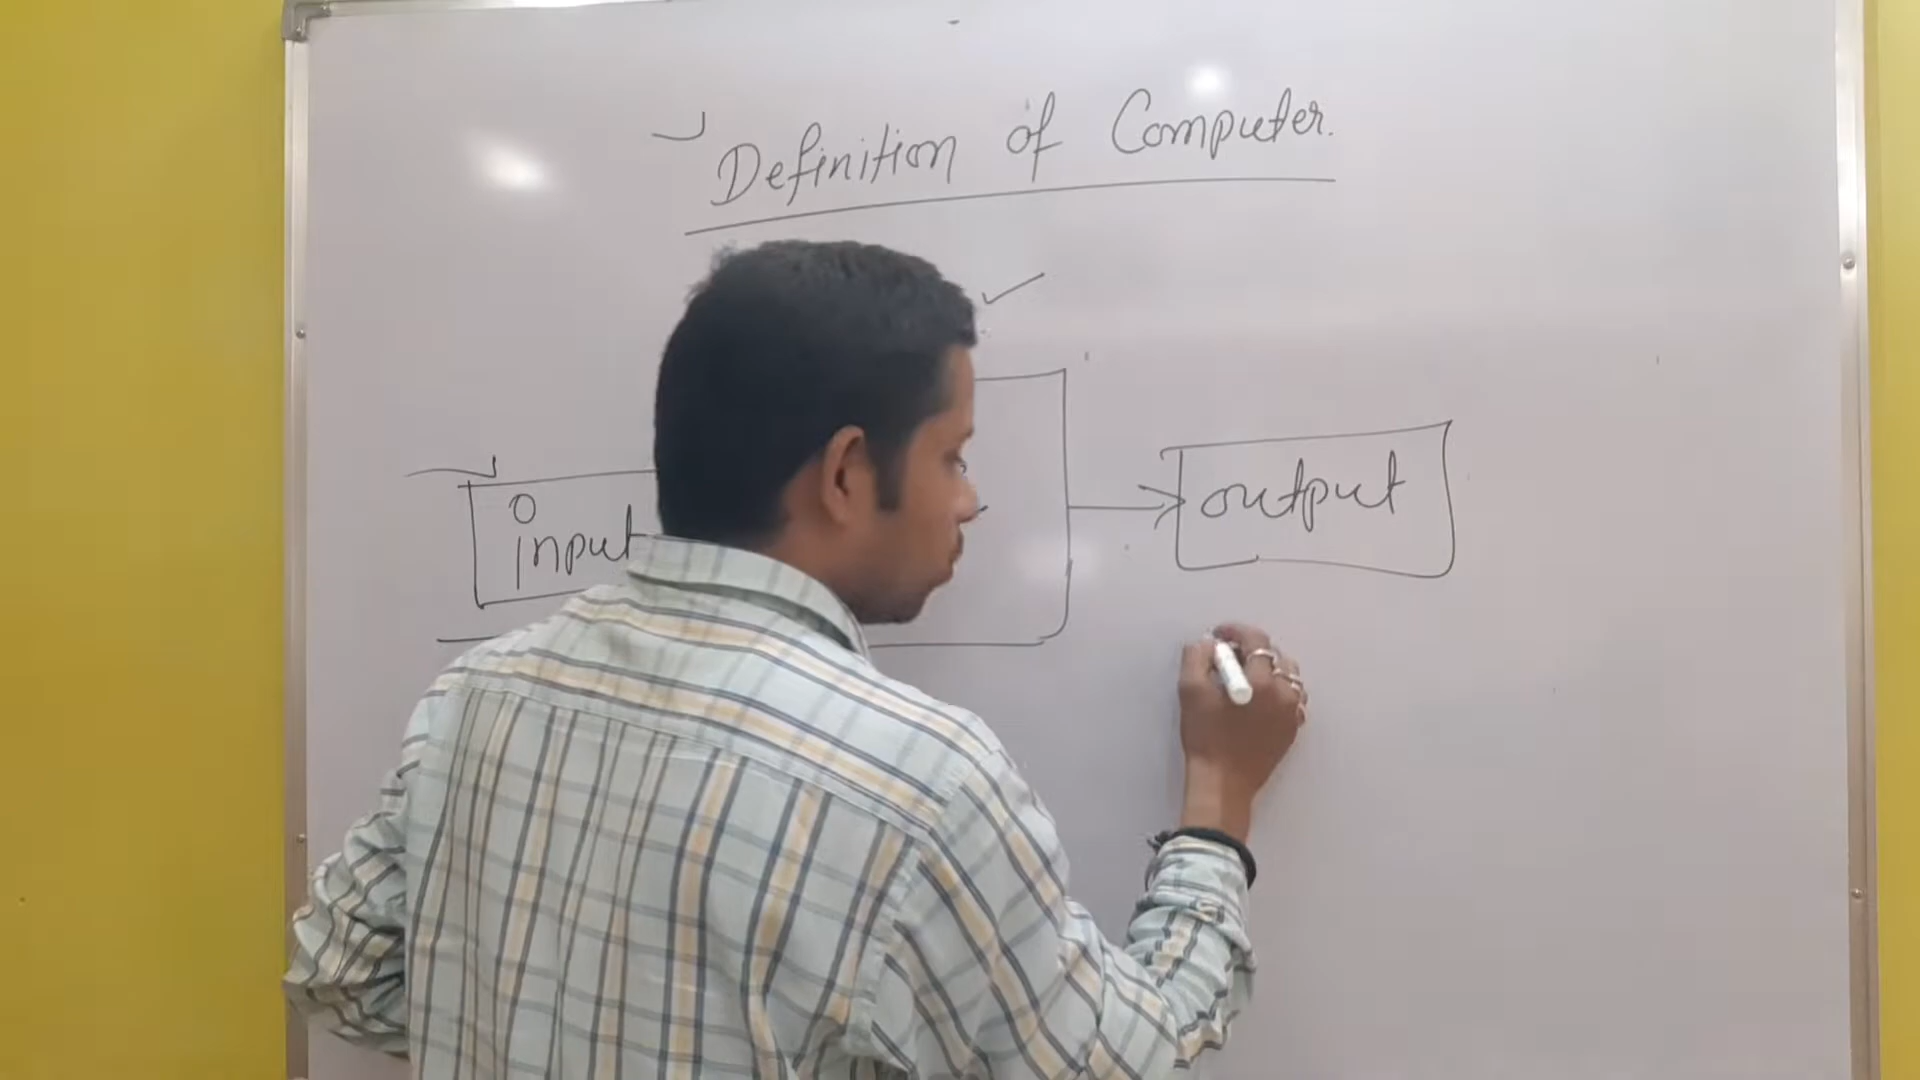 Definition of Computer.
input
output